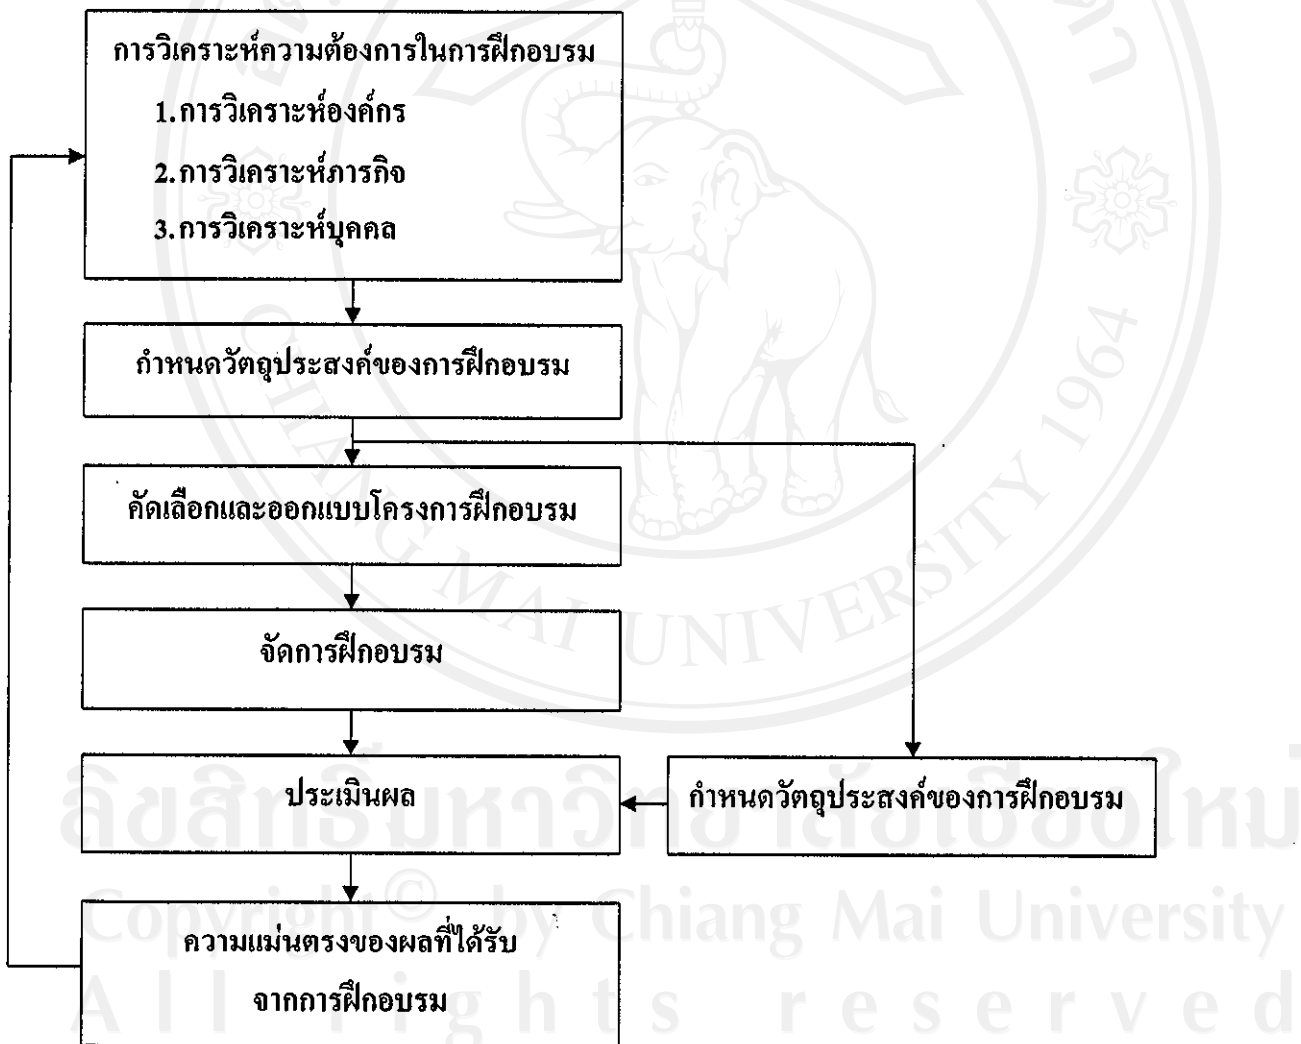 การวิเคราะห์ความต้องการในการฝึกอบรม
1.การวิเคราะห์องค์กร
2.การวิเคราะห์ภารกิจ
3.การวิเคราะห์บุคคล
กำหนดวัตถุประสงค์ของการฝึกอบรม
คัดเลือกและออกแบบโครงการฝึกอบรม
จัดการฝึกอบรม
ประเมินผล
กำหนดวัตถุประสงค์ของการฝึกอบรม
ความแม่นตรงของผลที่ได้รับ
จากการฝึกอบรม
CHIANG MAI UNIVERSITY 1964
ลิขสิทธิ์มหาวิทยาลัยเชียงใหม่
Copyright© by Chiang Mai University
All rights reserved